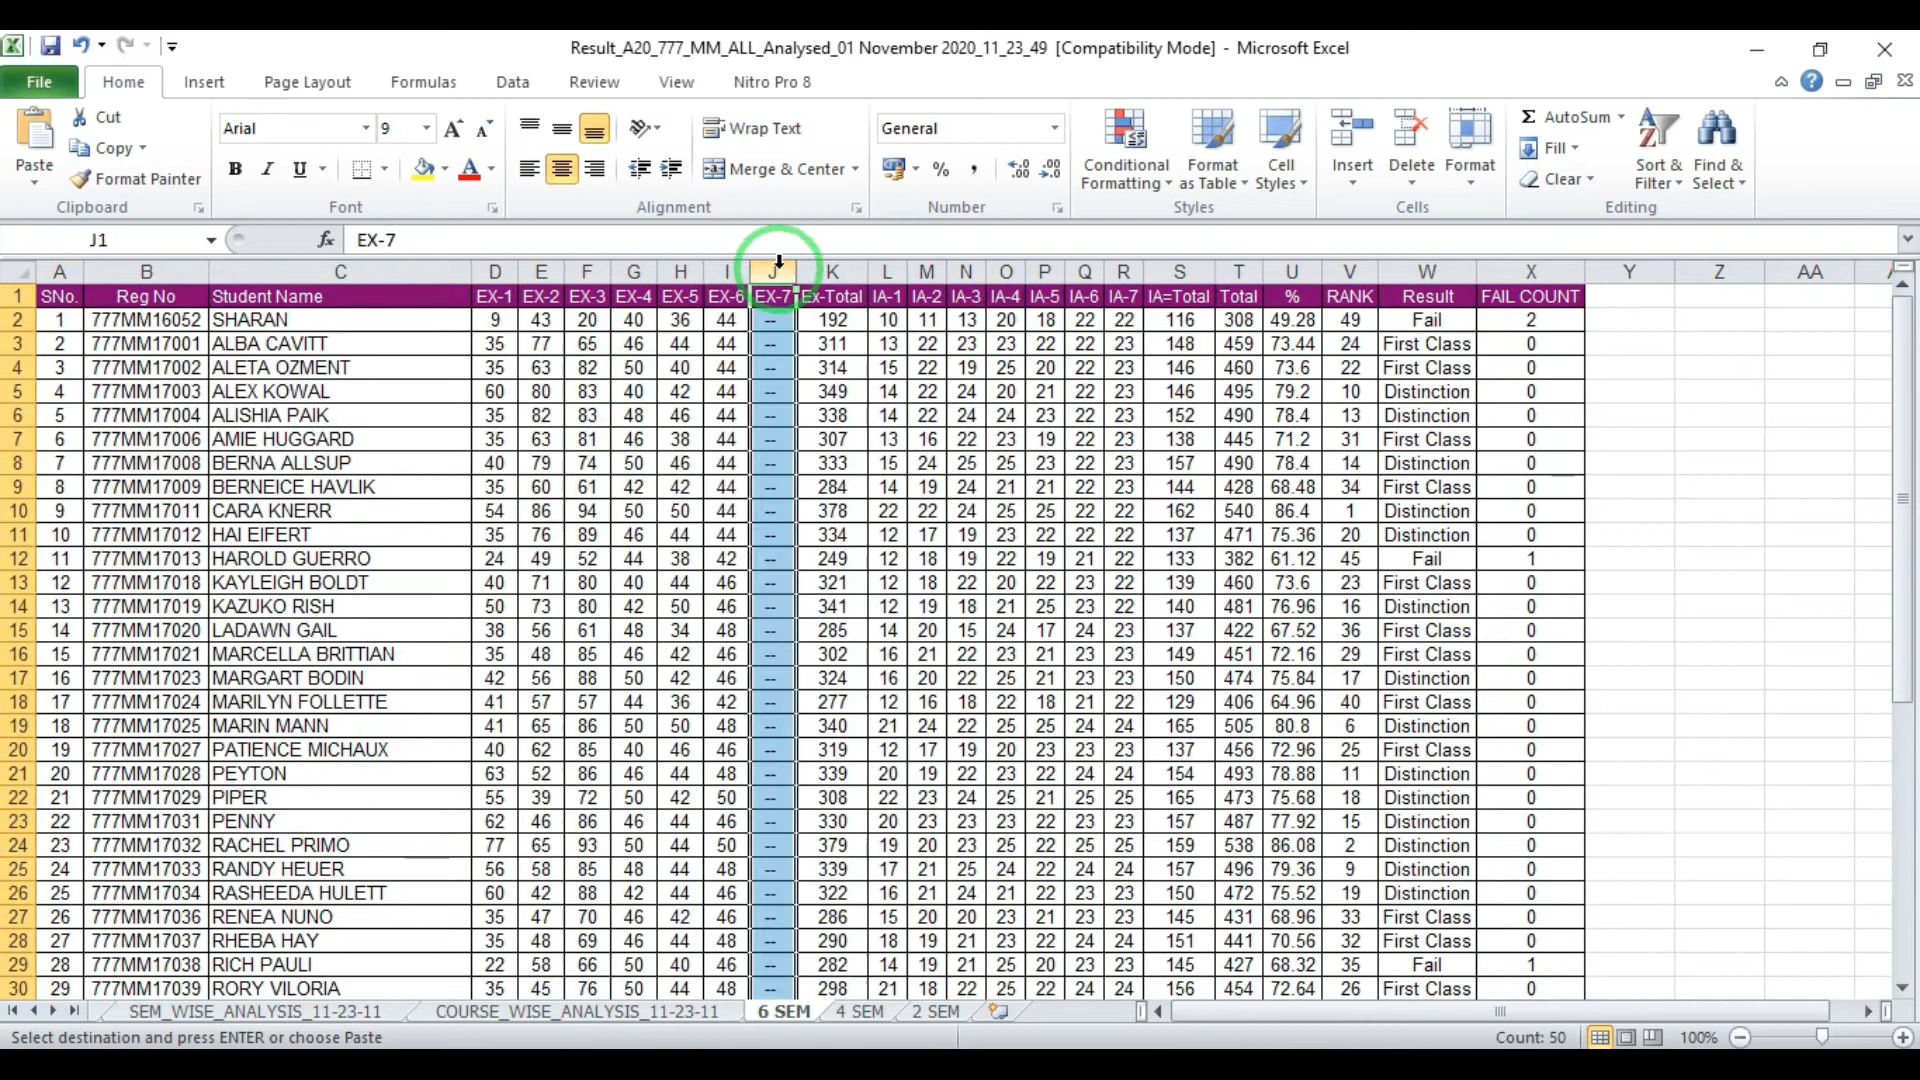 Result_A20_777_MM_ALL_Analysed_01 November 2020_11_23_49 [Compatibility Mode] - Microsoft Excel
File Home Insert Page Layout Formulas Data Review View Nitro Pro 8
Cut
Copy
Format Painter
Paste
Clipboard
Arial 9
B I U
Font
Wrap Text
Merge & Center
Alignment
General
%
Number
Conditional Formatting
Format as Table
Cell Styles
Styles
Insert Delete Format
Cells
Σ AutoSum
Fill
Clear
Sort & Filter
Find & Select
Editing
J1 fx EX-7
A B C D E F G H I J K L M N O P Q R S T U V W X Y Z AA
1 SNo. Reg No Student Name EX-1 EX-2 EX-3 EX-4 EX-5 EX-6 EX-7 Ex-Total IA-1 IA-2 IA-3 IA-4 IA-5 IA-6 IA-7 IA=Total Total % RANK Result FAIL COUNT
2 1 777MM16052 SHARAN 9 43 20 40 36 44 -- 192 10 11 13 20 18 22 22 116 308 49.28 49 Fail 2
3 2 777MM17001 ALBA CAVITT 35 77 65 46 44 44 -- 311 13 22 23 23 22 22 23 148 459 73.44 24 First Class 0
4 3 777MM17002 ALETA OZMENT 35 63 82 50 40 44 -- 314 15 22 19 25 20 22 23 146 460 73.6 22 First Class 0
5 4 777MM17003 ALEX KOWAL 60 80 83 40 42 44 -- 349 14 22 24 20 21 22 23 146 495 79.2 10 Distinction 0
6 5 777MM17004 ALISHIA PAIK 35 82 83 48 46 44 -- 338 14 22 24 24 23 22 23 152 490 78.4 13 Distinction 0
7 6 777MM17006 AMIE HUGGARD 35 63 81 46 38 44 -- 307 13 16 22 23 19 22 23 138 445 71.2 31 First Class 0
8 7 777MM17008 BERNA ALLSUP 40 79 74 50 46 44 -- 333 15 24 25 25 23 22 23 157 490 78.4 14 Distinction 0
9 8 777MM17009 BERNEICE HAVLIK 35 60 61 42 42 44 -- 284 14 19 24 21 21 22 23 144 428 68.48 34 First Class 0
10 9 777MM17011 CARA KNERR 54 86 94 50 50 44 -- 378 22 22 24 25 25 22 22 162 540 86.4 1 Distinction 0
11 10 777MM17012 HAI EIFERT 35 76 89 46 44 44 -- 334 12 17 19 23 22 22 22 137 471 75.36 20 Distinction 0
12 11 777MM17013 HAROLD GUERRO 24 49 52 44 38 42 -- 249 12 18 19 22 19 21 22 133 382 61.12 45 Fail 1
13 12 777MM17018 KAYLEIGH BOLDT 40 71 80 40 44 46 -- 321 12 18 22 20 22 23 22 139 460 73.6 23 First Class 0
14 13 777MM17019 KAZUKO RISH 50 73 80 42 50 46 -- 341 12 19 18 21 25 23 22 140 481 76.96 16 Distinction 0
15 14 777MM17020 LADAWN GAIL 38 56 61 48 34 48 -- 285 14 20 15 24 17 24 23 137 422 67.52 36 First Class 0
16 15 777MM17021 MARCELLA BRITTIAN 35 48 85 46 42 46 -- 302 16 21 22 23 21 23 23 149 451 72.16 29 First Class 0
17 16 777MM17023 MARGART BODIN 42 56 88 50 42 46 -- 324 16 20 22 25 21 23 23 150 474 75.84 17 Distinction 0
18 17 777MM17024 MARILYN FOLLETTE 41 57 57 44 36 42 -- 277 12 16 18 22 18 21 22 129 406 64.96 40 First Class 0
19 18 777MM17025 MARIN MANN 41 65 86 50 50 48 -- 340 21 24 22 25 25 24 24 165 505 80.8 6 Distinction 0
20 19 777MM17027 PATIENCE MICHAUX 40 62 85 40 46 46 -- 319 12 17 19 20 23 23 23 137 456 72.96 25 First Class 0
21 20 777MM17028 PEYTON 63 52 86 46 44 48 -- 339 20 19 22 23 22 24 24 154 493 78.88 11 Distinction 0
22 21 777MM17029 PIPER 55 39 72 50 42 50 -- 308 22 23 24 25 21 25 25 165 473 75.68 18 Distinction 0
23 22 777MM17031 PENNY 62 46 86 46 44 46 -- 330 20 23 23 23 22 23 23 157 487 77.92 15 Distinction 0
24 23 777MM17032 RACHEL PRIMO 77 65 93 50 44 50 -- 379 19 20 23 25 22 25 25 159 538 86.08 2 Distinction 0
25 24 777MM17033 RANDY HEUER 56 58 85 48 44 48 -- 339 17 21 25 24 22 24 24 157 496 79.36 9 Distinction 0
26 25 777MM17034 RASHEEDA HULETT 60 42 88 42 44 46 -- 322 16 21 24 21 22 23 23 150 472 75.52 19 Distinction 0
27 26 777MM17036 RENEA NUNO 35 47 70 46 42 46 -- 286 15 20 20 23 21 23 23 145 431 68.96 33 First Class 0
28 27 777MM17037 RHEBA HAY 35 48 69 46 44 48 -- 290 18 19 21 23 22 24 24 151 441 70.56 32 First Class 0
29 28 777MM17038 RICH PAULI 22 58 66 50 40 46 -- 282 14 19 21 25 20 23 23 145 427 68.32 35 Fail 1
30 29 777MM17039 RORY VILORIA 35 45 76 50 44 48 -- 298 21 18 22 25 22 24 24 156 454 72.64 26 First Class 0
SEM_WISE_ANALYSIS_11-23-11 COURSE_WISE_ANALYSIS_11-23-11 6 SEM 4 SEM 2 SEM
Select destination and press ENTER or choose Paste Count: 50 100%